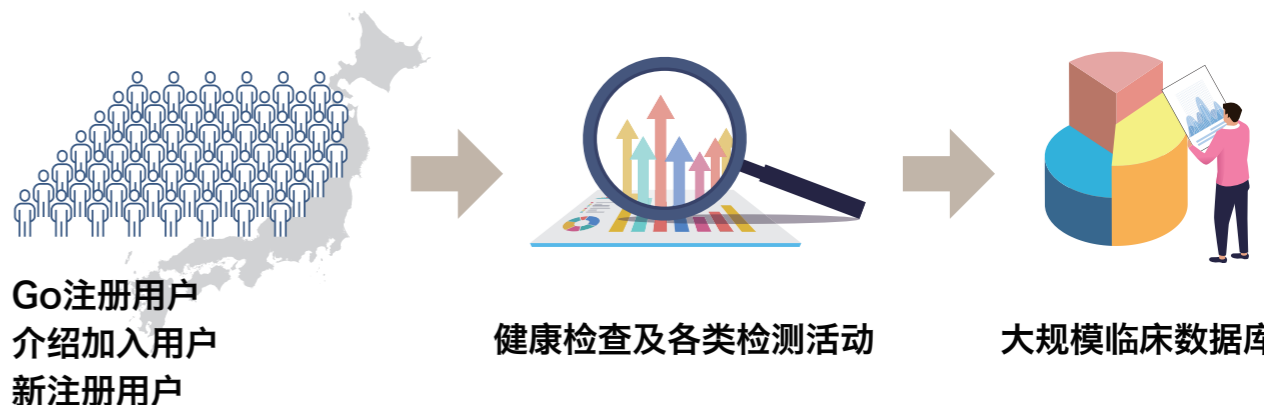 Go注册用户
介绍加入用户
新注册用户
健康检查及各类检测活动
大规模临床数据库